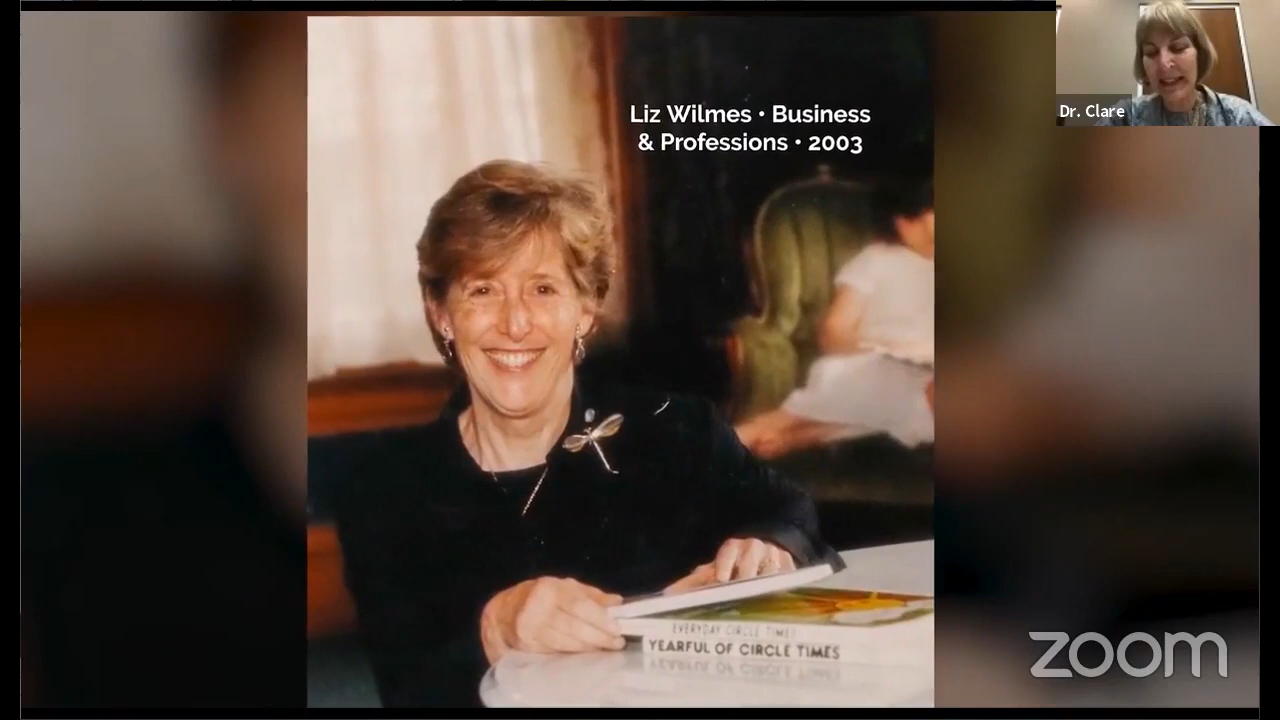 Liz Wilmes • Business
& Professions • 2003
Dr. Clare
EVERYDAY CIRCLE TIMES
YEARFUL OF CIRCLE TIMES
zoom